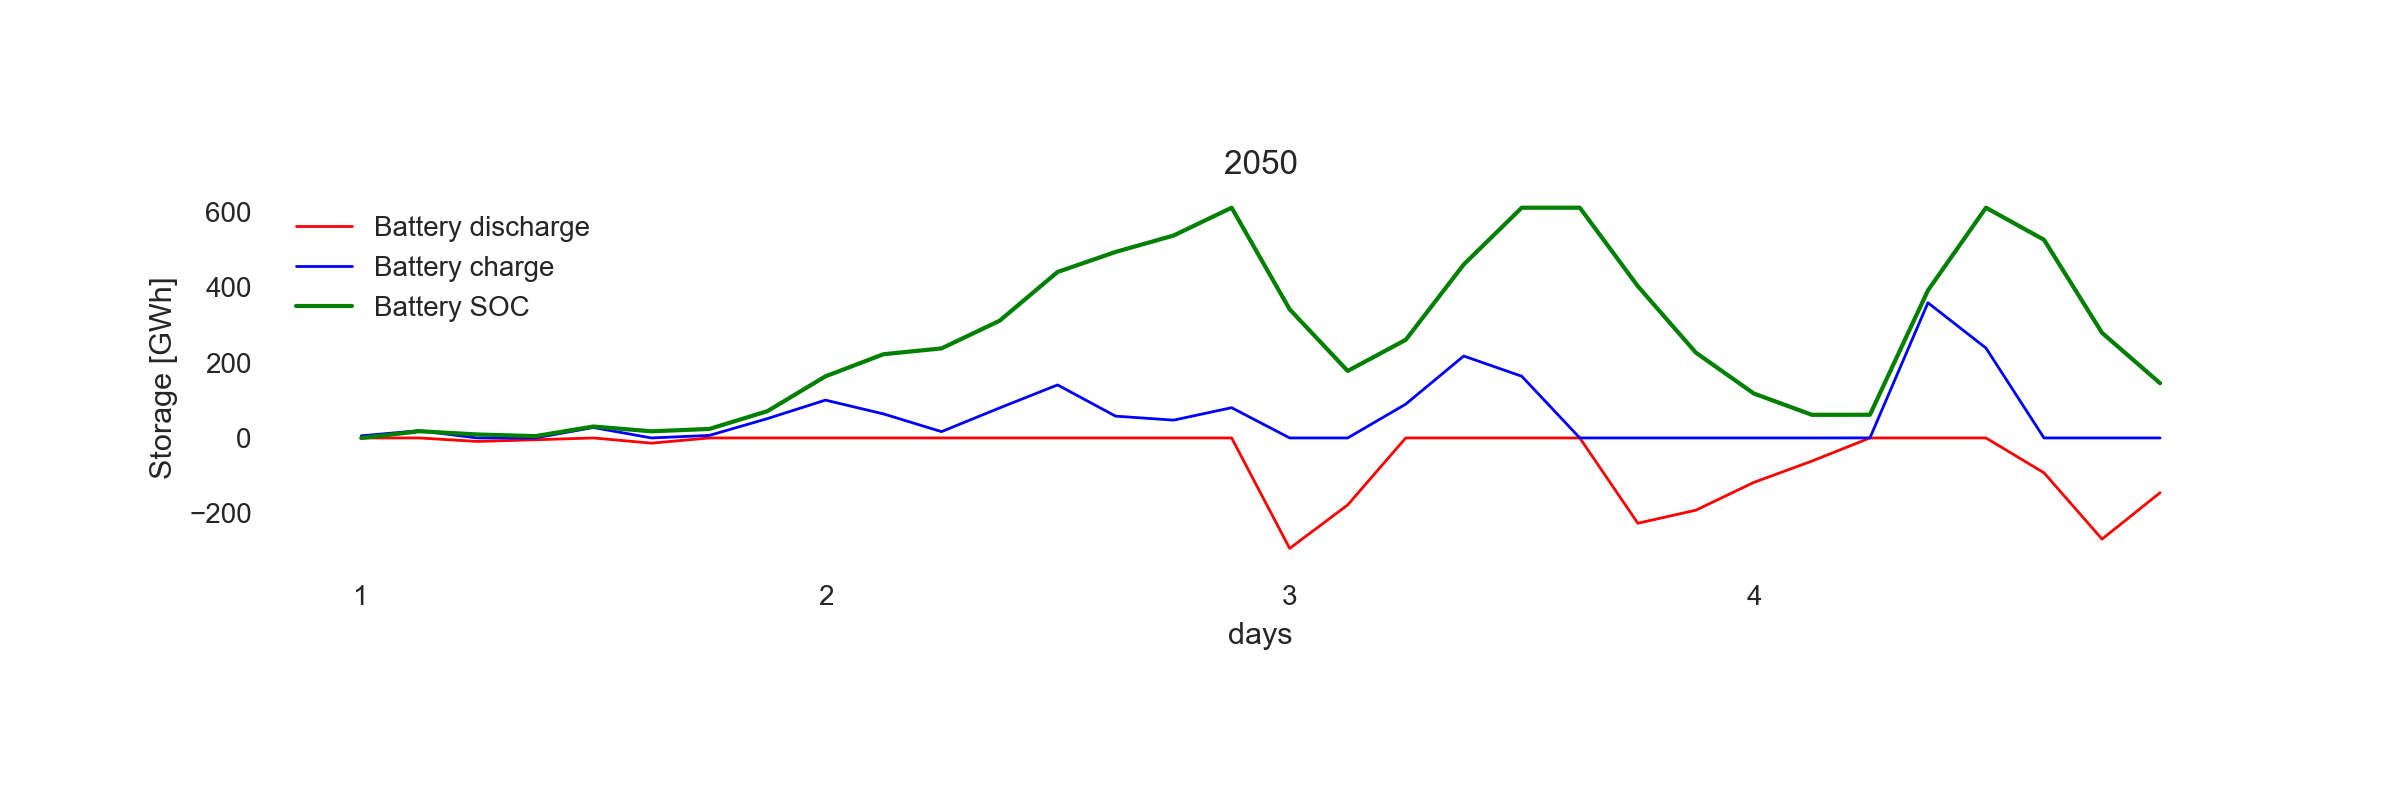 2050
600
400
200
0
−200
Storage [GWh]
Battery discharge
Battery charge
Battery SOC
1 2 3 4
days